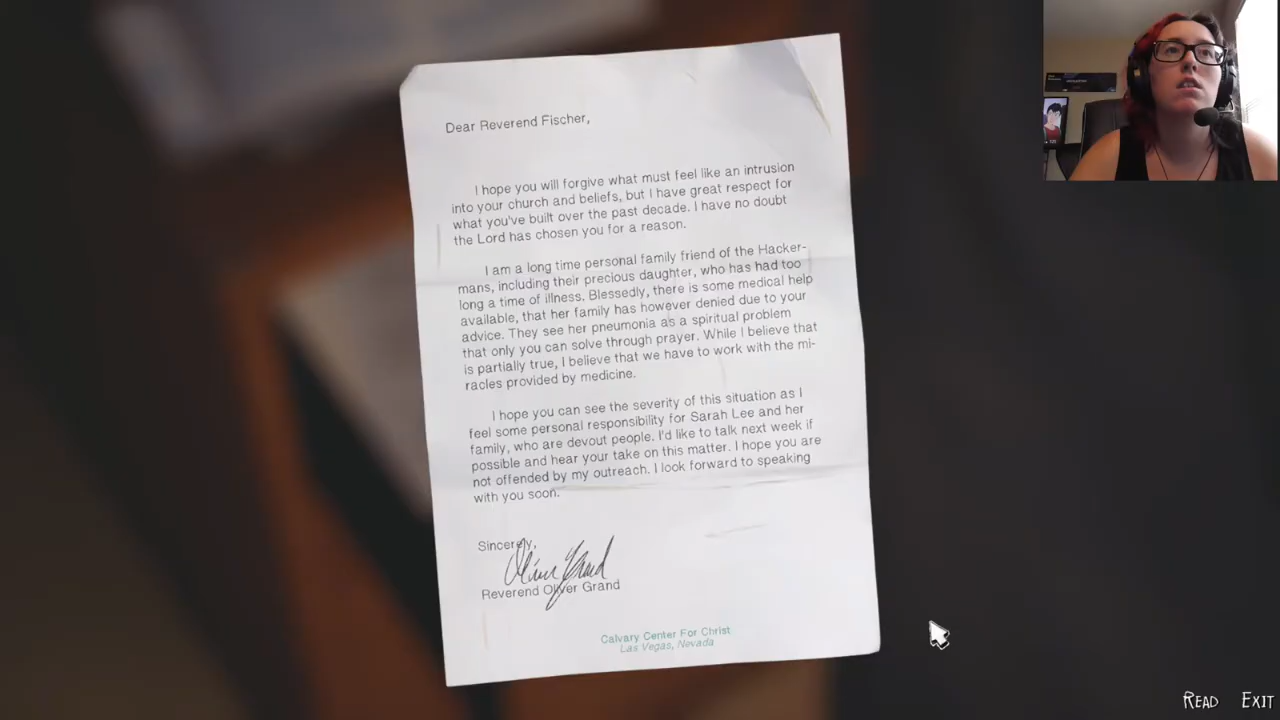 Dear Reverend Fischer,
I hope you will forgive what must feel like an intrusion
into your church and beliefs, but I have great respect for
what you've built over the past decade. I have no doubt
the Lord has chosen you for a reason.
I am a long time personal family friend of the Hacker-
mans, including their precious daughter, who has had too
long a time of illness. Blessedly, there is some medical help
available, that her family has however denied due to your
advice. They see her pneumonia as a spiritual problem
that only you can solve through prayer. While I believe that
is partially true, I believe that we have to work with the mi-
racles provided by medicine.
I hope you can see the severity of this situation as I
feel some personal responsibility for Sarah Lee and her
family, who are devout people. I'd like to talk next week if
possible and hear your take on this matter. I hope you are
not offended by my outreach. I look forward to speaking
with you soon.
Sincerely,
Oliver Grand
Reverend Oliver Grand
Calvary Center For Christ
Las Vegas, Nevada
READ EXIT